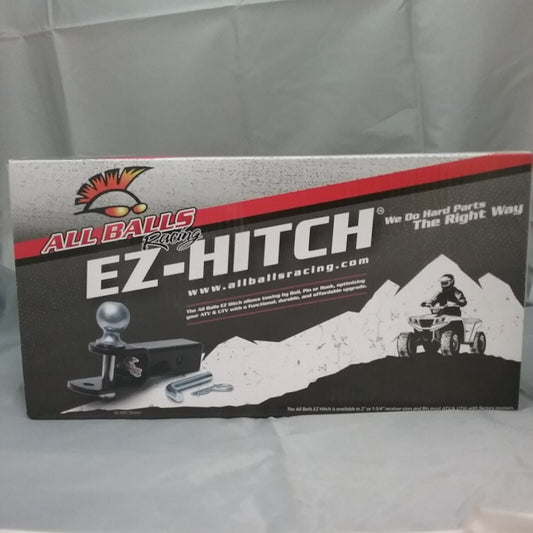 ALL BALLS
Racing
EZ-HITCH®
We Do Hard Parts
The Right Way
www.allballsracing.com
The All Balls EZ Hitch allows towing by Ball, Pin or Hook, optimizing
your ATV & UTV with a functional, durable, and affordable upgrade.
The All Balls EZ Hitch is available in 2" or 1-1/4" receiver sizes and fits most ATV & UTVs with factory receivers.